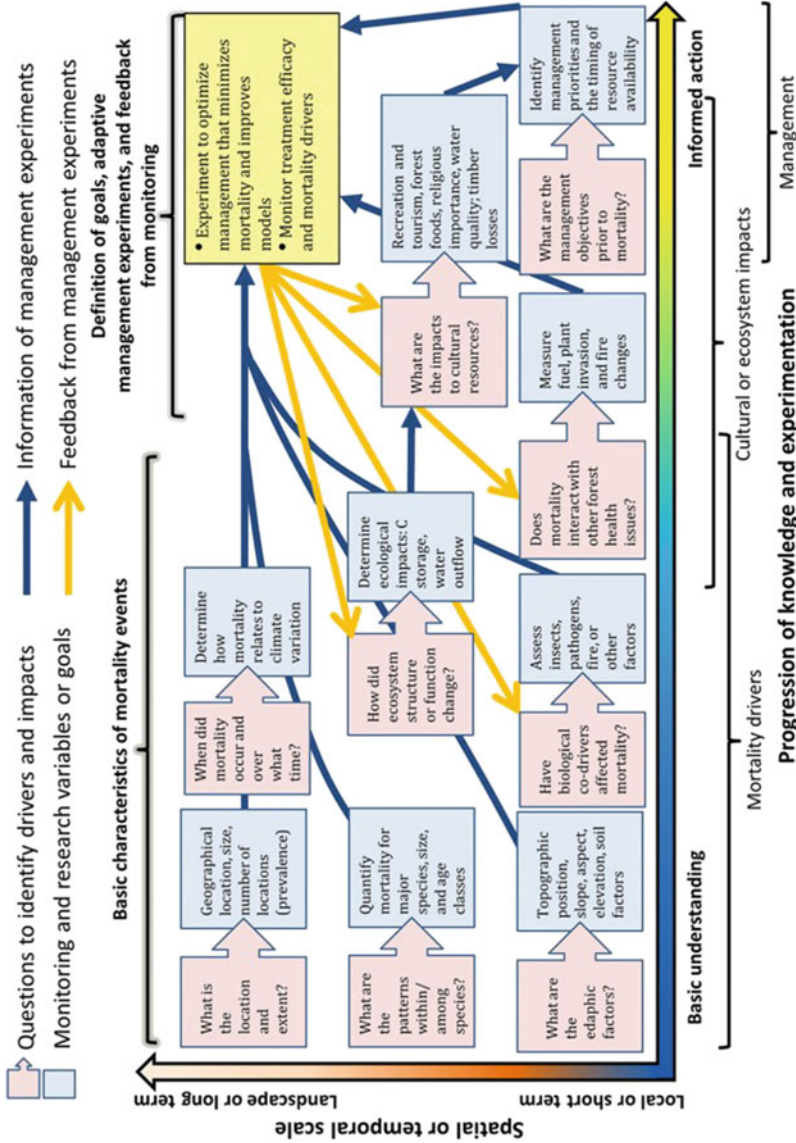 Questions to identify drivers and impacts
Monitoring and research variables or goals
Information of management experiments
Feedback from management experiments
Basic characteristics of mortality events
Definition of goals, adaptive
management experiments, and feedback
from monitoring
Spatial or temporal scale
Landscape or long term
Local or short term
What is
the
location
and
extent?
Geographical
location, size,
number of
locations
(prevalence)
When did
mortality
occur and
over
what
time?
Determine
how
mortality
relates to
climate
variation
• Experiment to optimize
management that minimizes
mortality and improves
models
• Monitor treatment efficacy
and mortality drivers
What are
the
patterns
within/
among
species?
Quantify
mortality for
major
species, size,
and age
classes
How did
ecosystem
structure
or function
change?
Determine
ecological
impacts: C
storage,
water
outflow
What are
the impacts
to cultural
resources?
Recreation and
tourism, forest
foods, religious
importance, water
quality; timber
losses
What are
the
edaphic
factors?
Topographic
position,
slope, aspect,
elevation, soil
factors
Have
biological
co-drivers
affected
mortality?
Assess
insects,
pathogens,
fire, or
other
factors
Does
mortality
interact with
other forest
health
issues?
Measure
fuel, plant
invasion,
and fire
changes
What are the
management
objectives
prior to
mortality?
Identify
management
priorities and
the timing of
resource
availability
Basic understanding
Informed action
Mortality drivers
Cultural or ecosystem impacts
Management
Progression of knowledge and experimentation